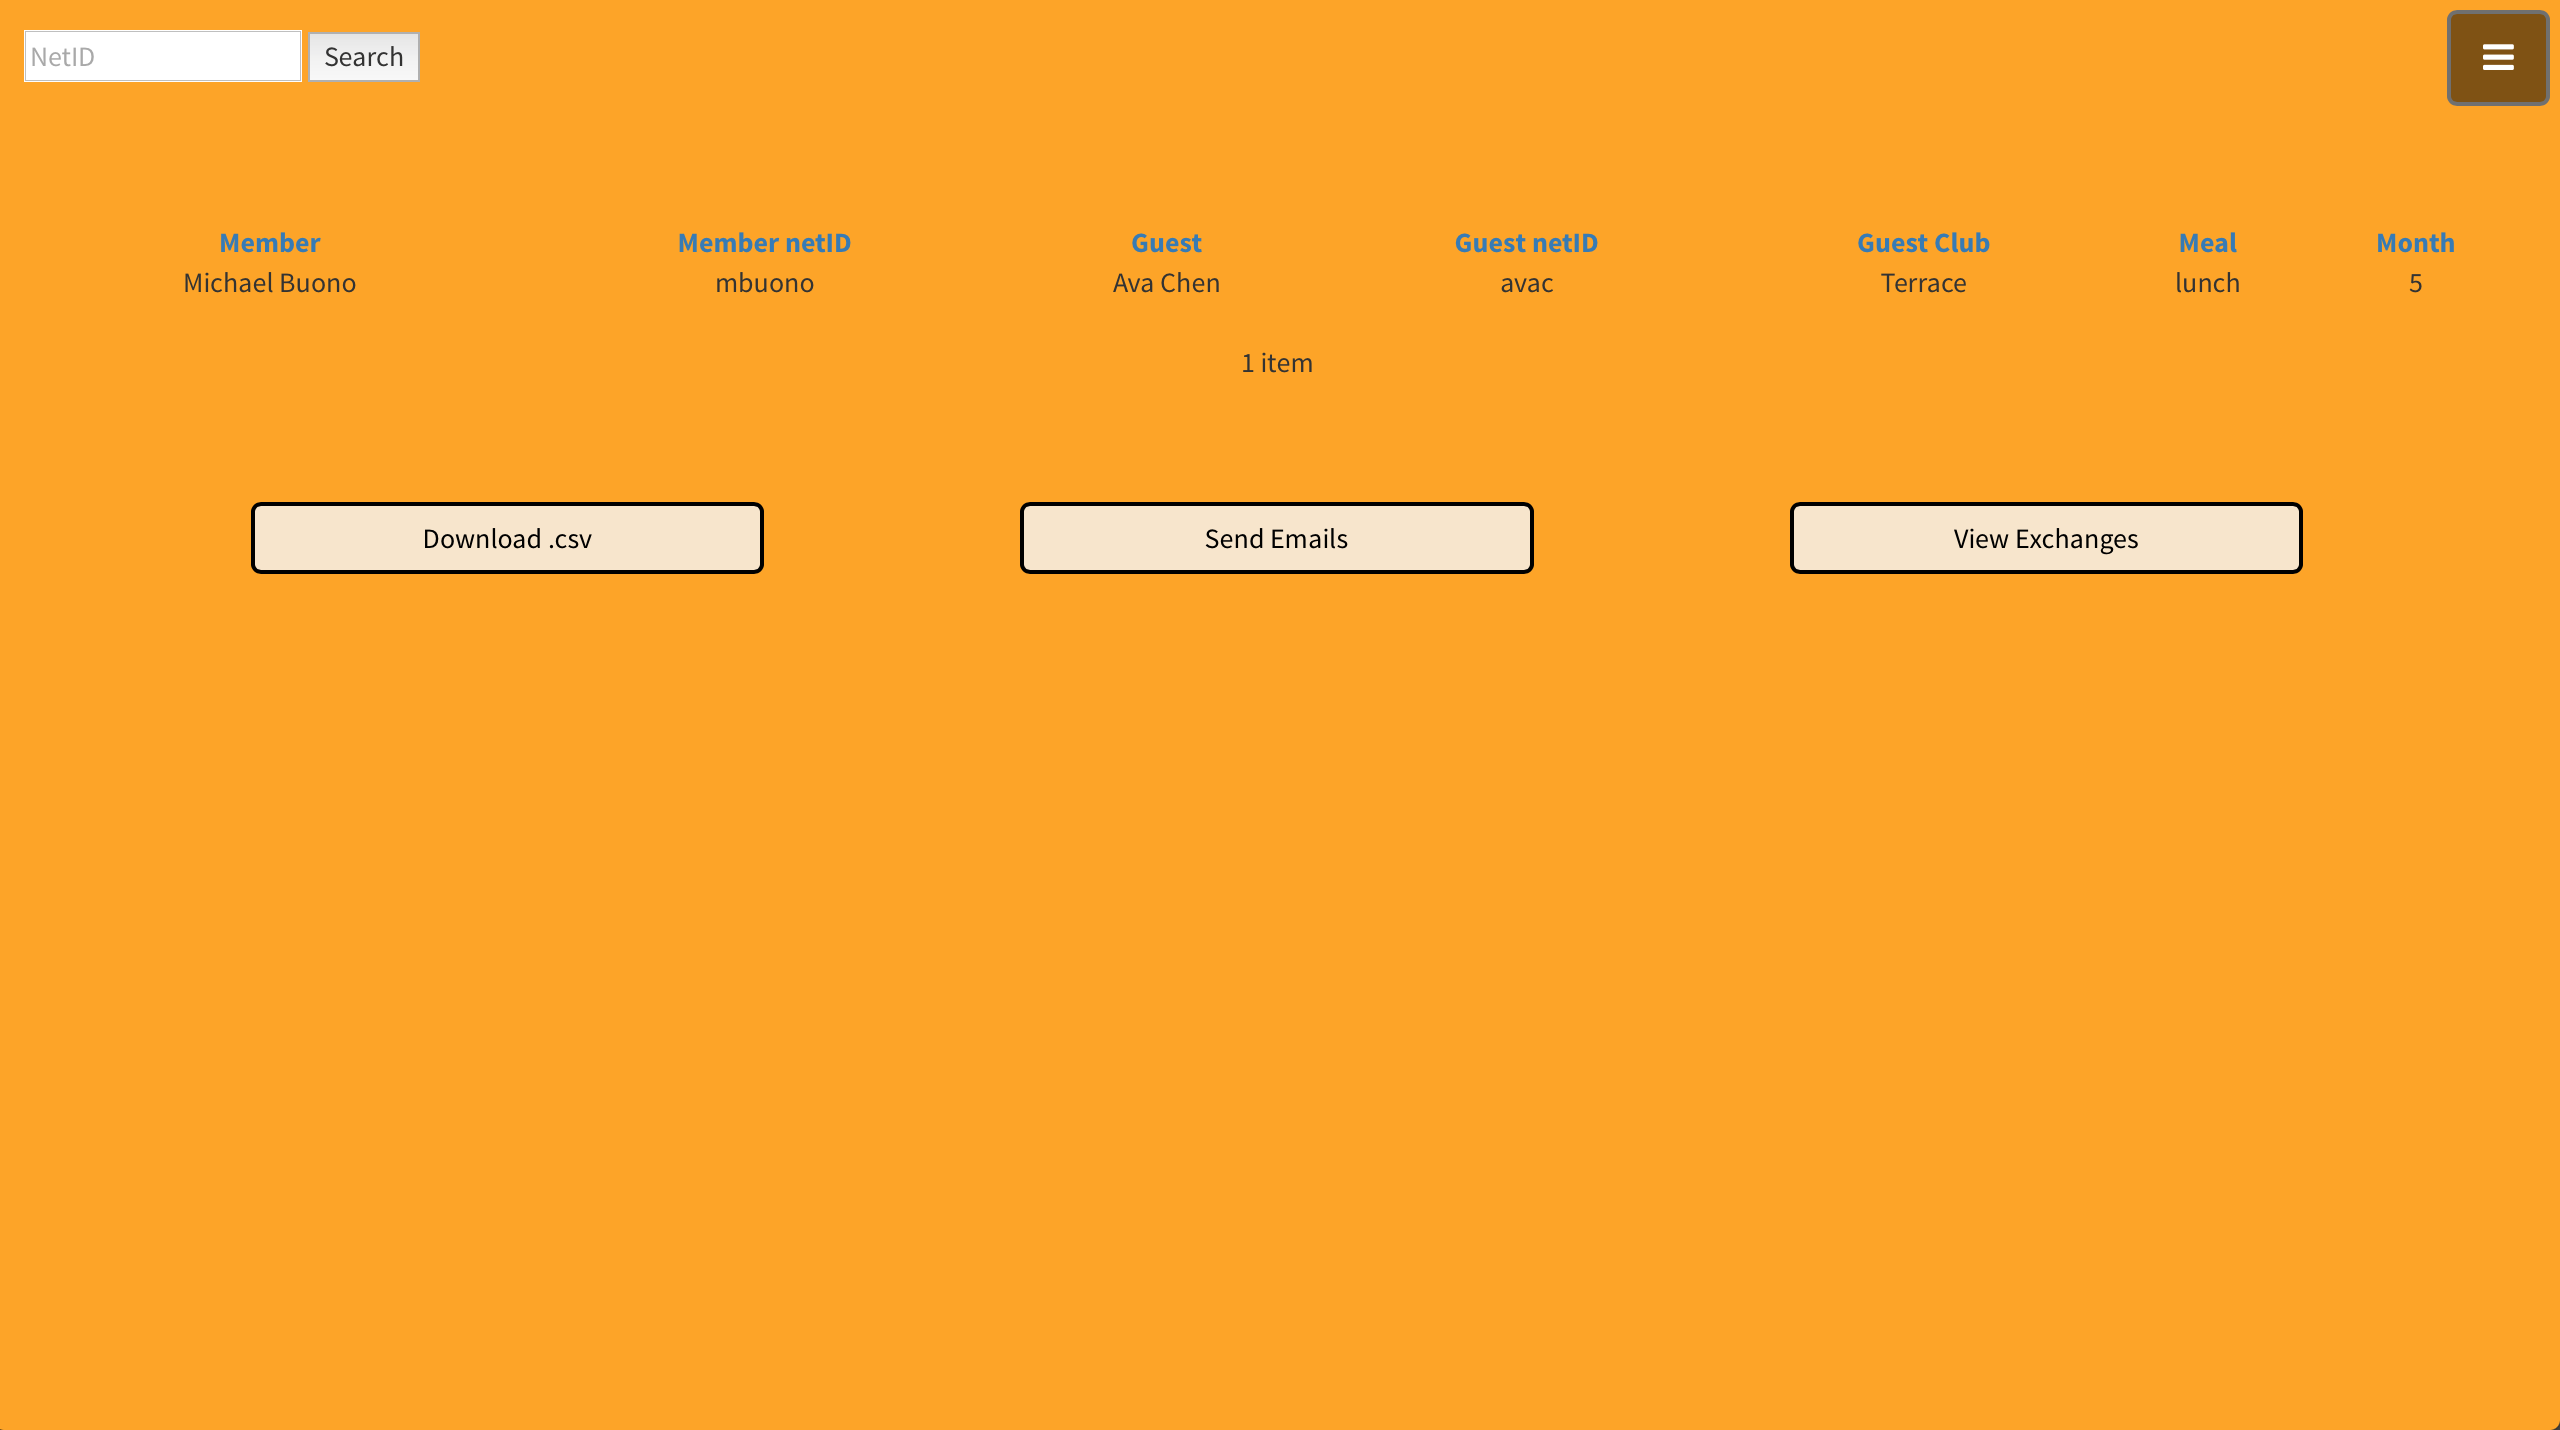 NetID Search
Member Member netID Guest Guest netID Guest Club Meal Month
Michael Buono mbuono Ava Chen avac Terrace lunch 5
1 item
Download .csv Send Emails View Exchanges